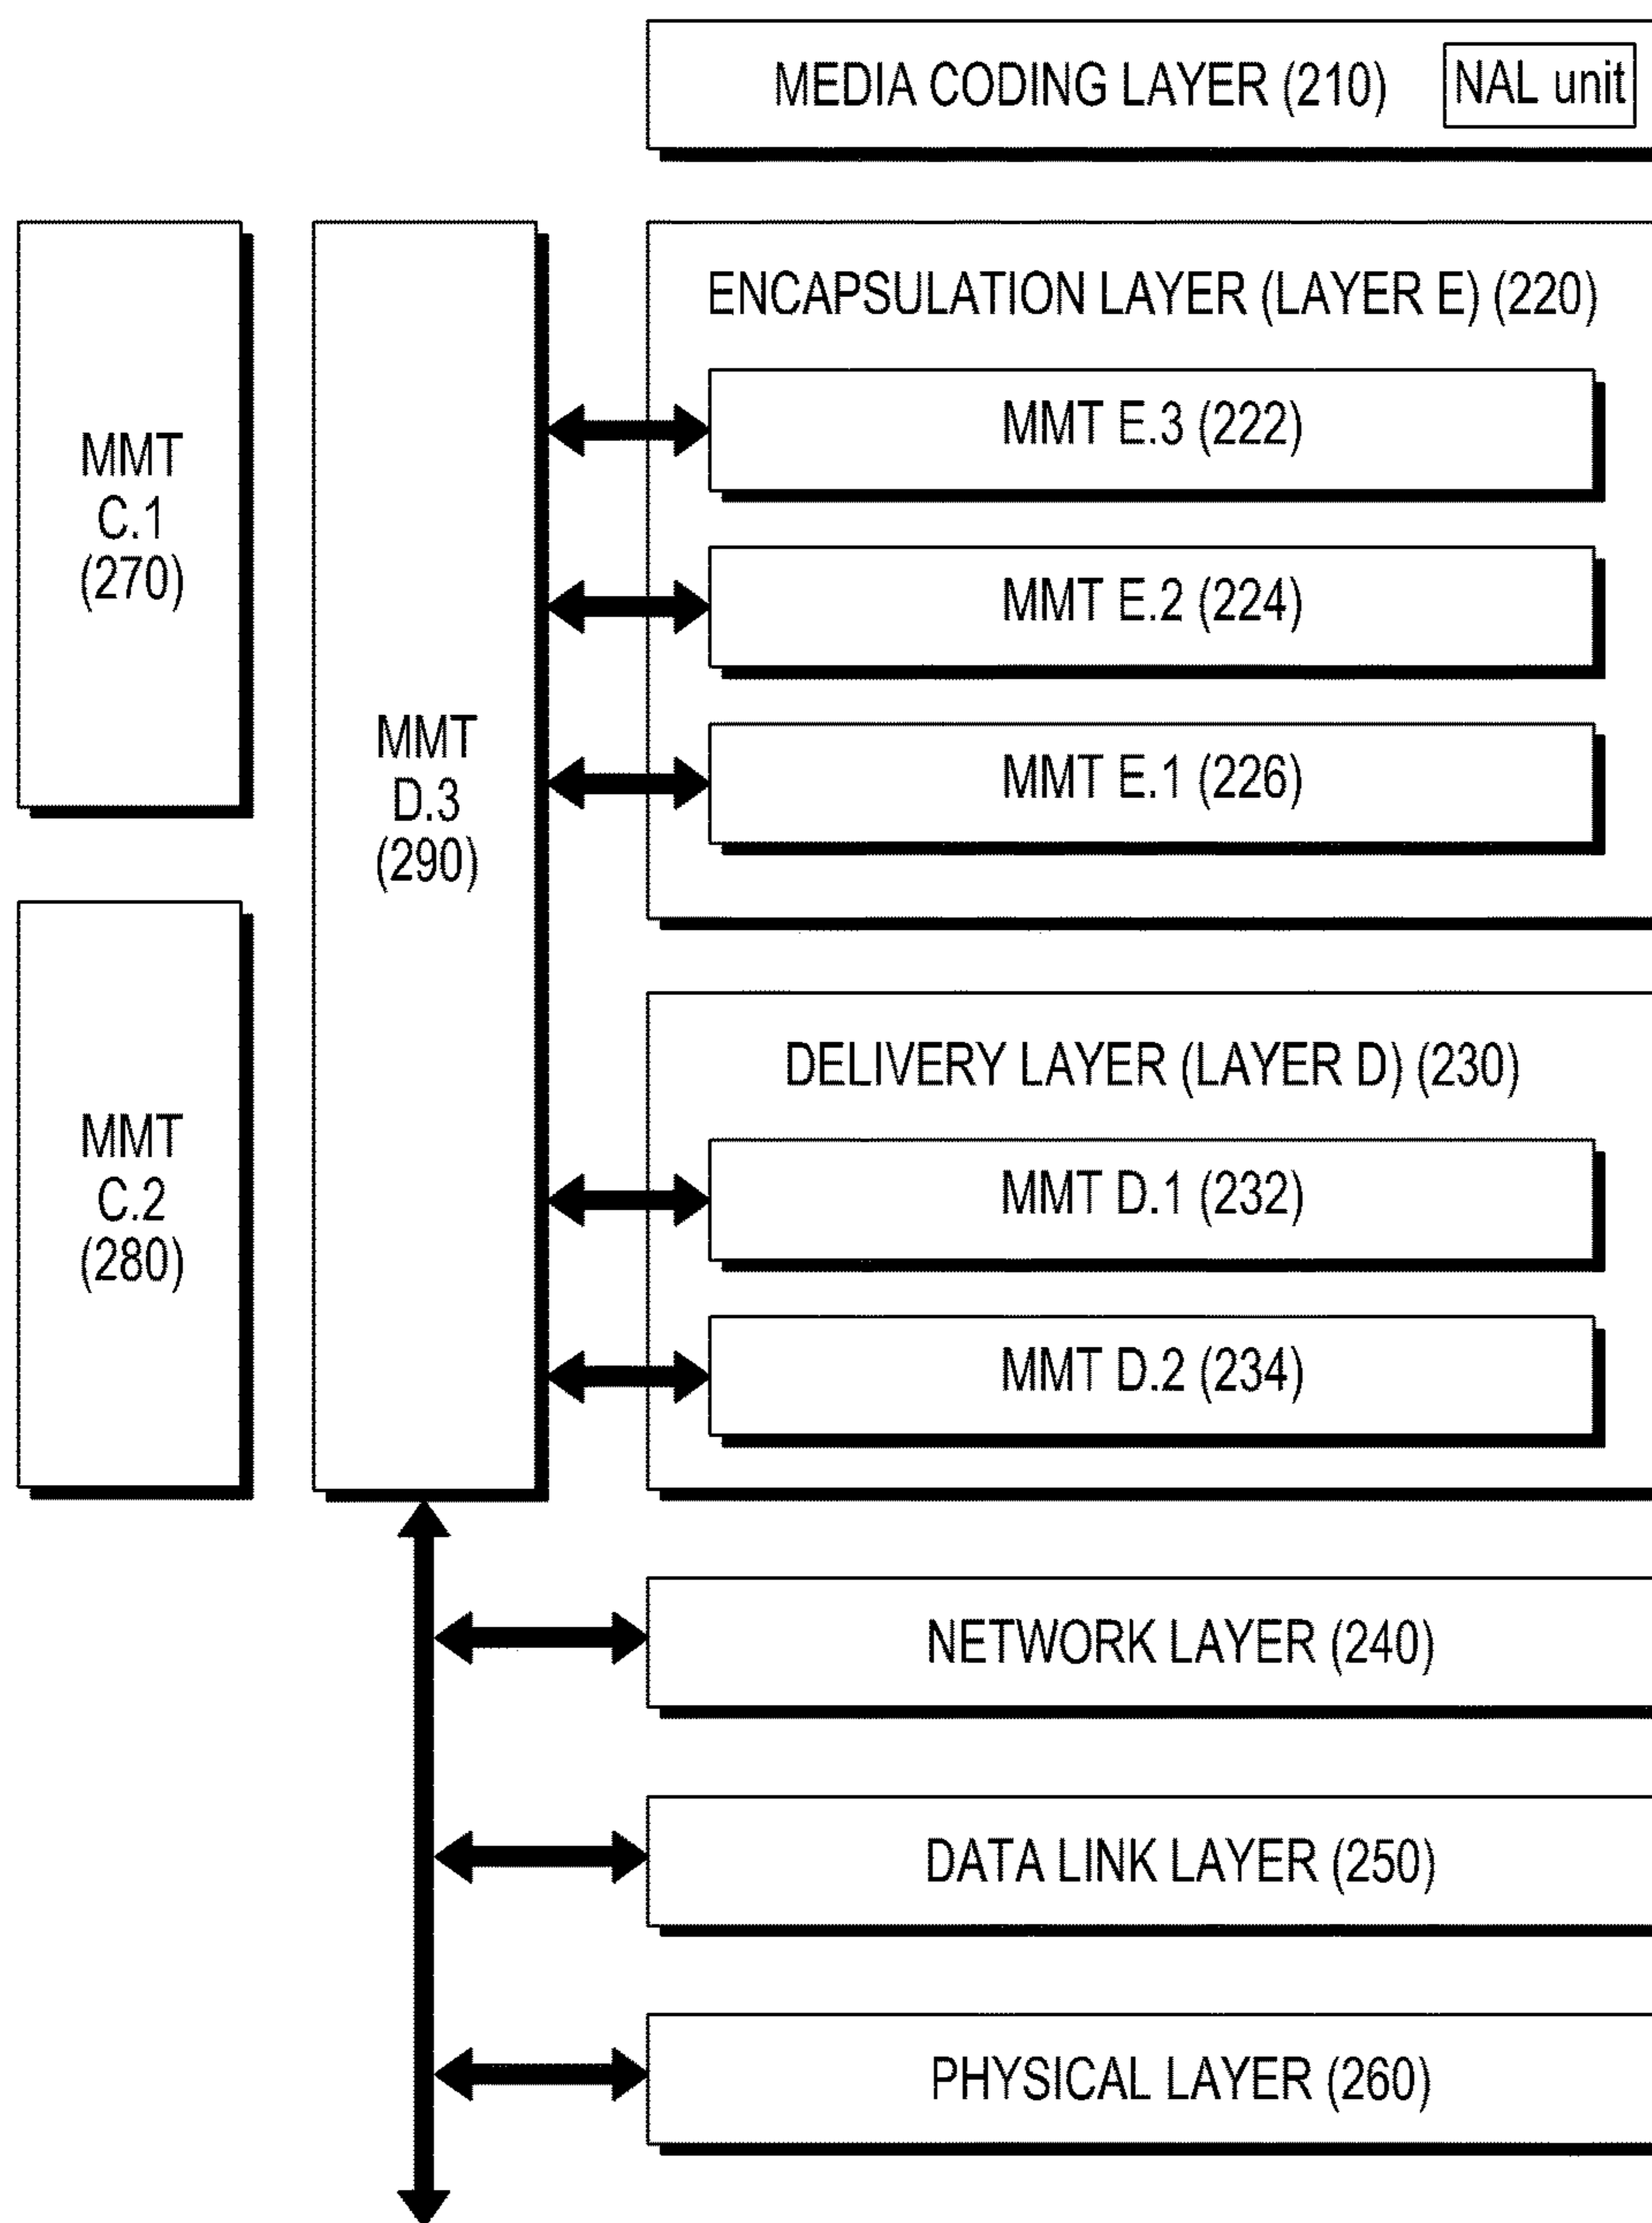 MEDIA CODING LAYER (210) NAL unit
MMT
C.1
(270)
MMT
C.2
(280)
MMT
D.3
(290)
ENCAPSULATION LAYER (LAYER E) (220)
MMT E.3 (222)
MMT E.2 (224)
MMT E.1 (226)
DELIVERY LAYER (LAYER D) (230)
MMT D.1 (232)
MMT D.2 (234)
NETWORK LAYER (240)
DATA LINK LAYER (250)
PHYSICAL LAYER (260)